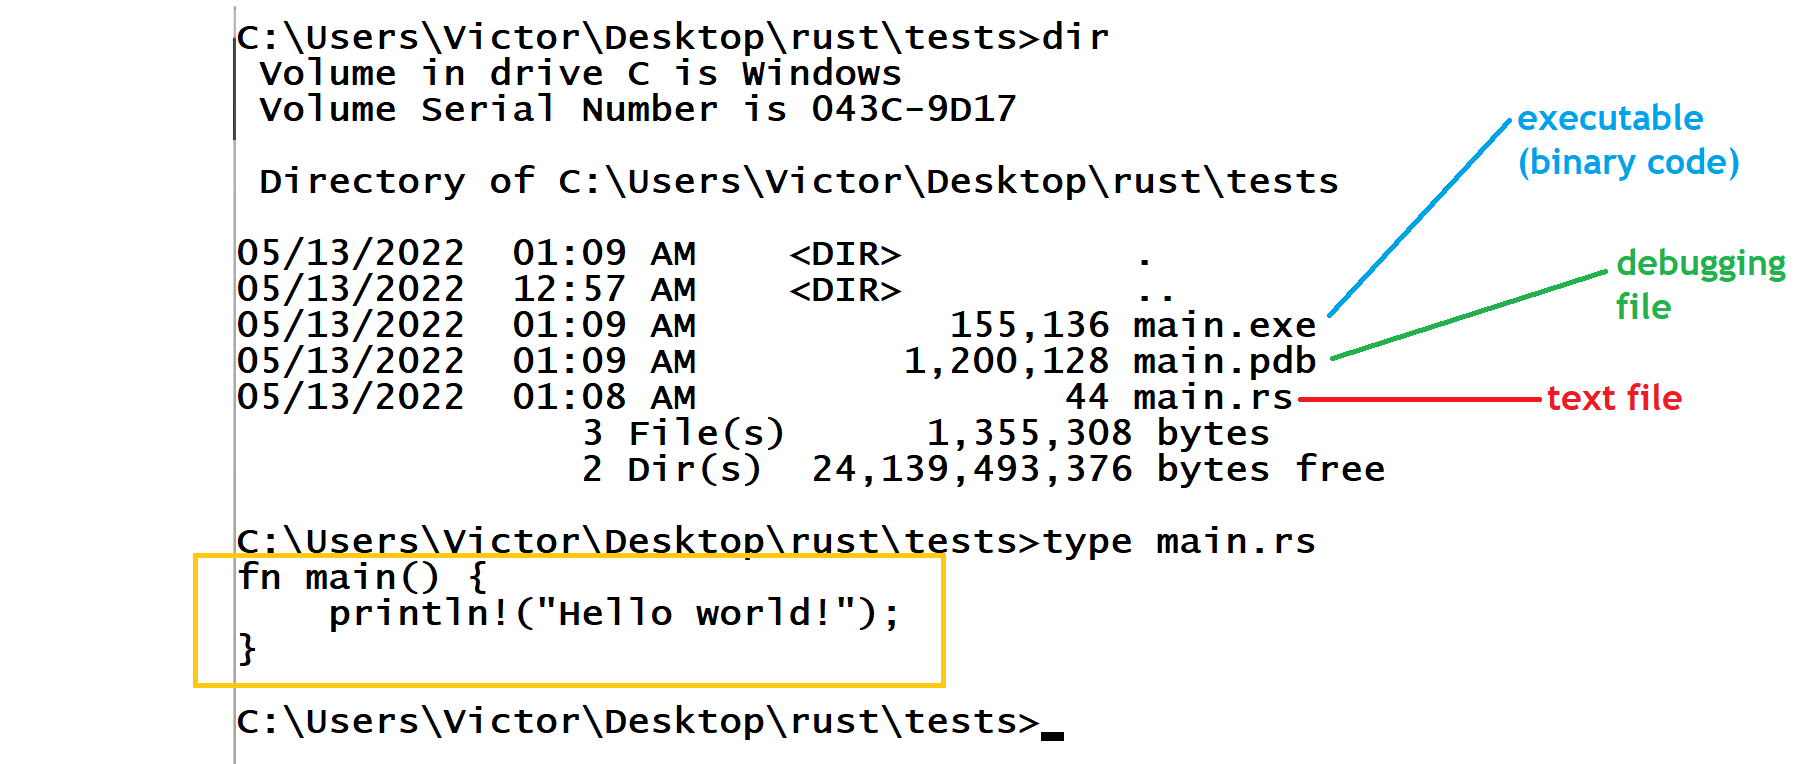 C:\Users\Victor\Desktop\rust\tests>dir
Volume in drive C is Windows
Volume Serial Number is 043C-9D17
executable
(binary code)
Directory of C:\Users\Victor\Desktop\rust\tests
05/13/2022  01:09 AM    <DIR>          .
05/13/2022  12:57 AM    <DIR>          ..
05/13/2022  01:09 AM           155,136 main.exe
05/13/2022  01:09 AM         1,200,128 main.pdb
05/13/2022  01:08 AM                44 main.rs
debugging
file
text file
3 File(s)      1,355,308 bytes
2 Dir(s)  24,139,493,376 bytes free
C:\Users\Victor\Desktop\rust\tests>type main.rs
fn main() {
    println!("Hello world!");
}
C:\Users\Victor\Desktop\rust\tests>